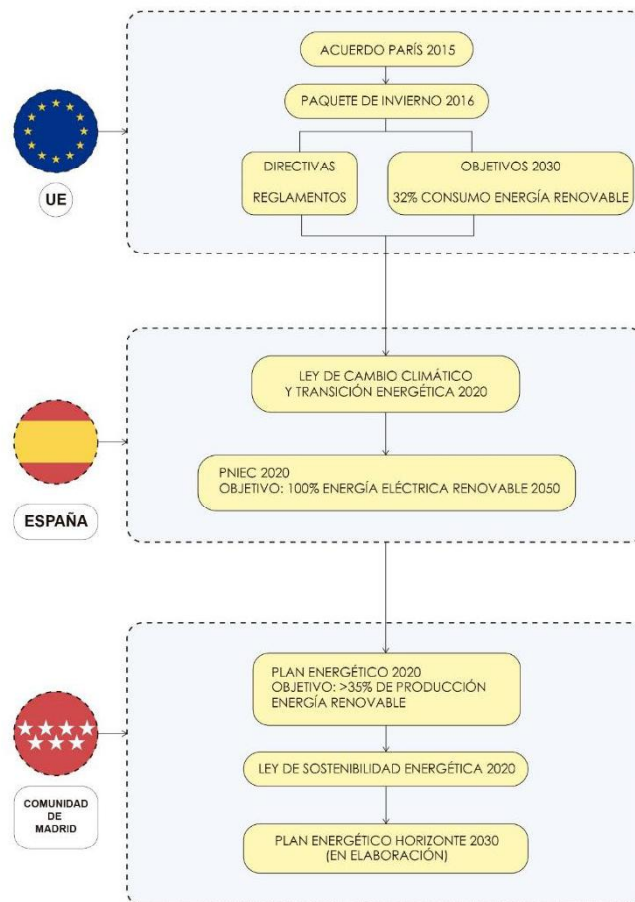 ACUERDO PARÍS 2015
PAQUETE DE INVIERNO 2016
DIRECTIVAS
REGLAMENTOS
OBJETIVOS 2030
32% CONSUMO ENERGÍA RENOVABLE
UE
LEY DE CAMBIO CLIMÁTICO
Y TRANSICIÓN ENERGÉTICA 2020
PNIEC 2020
OBJETIVO: 100% ENERGÍA ELÉCTRICA RENOVABLE 2050
ESPAÑA
PLAN ENERGÉTICO 2020
OBJETIVO: >35% DE PRODUCCIÓN
ENERGÍA RENOVABLE
LEY DE SOSTENIBILIDAD ENERGÉTICA 2020
PLAN ENERGÉTICO HORIZONTE 2030
(EN ELABORACIÓN)
COMUNIDAD
DE
MADRID